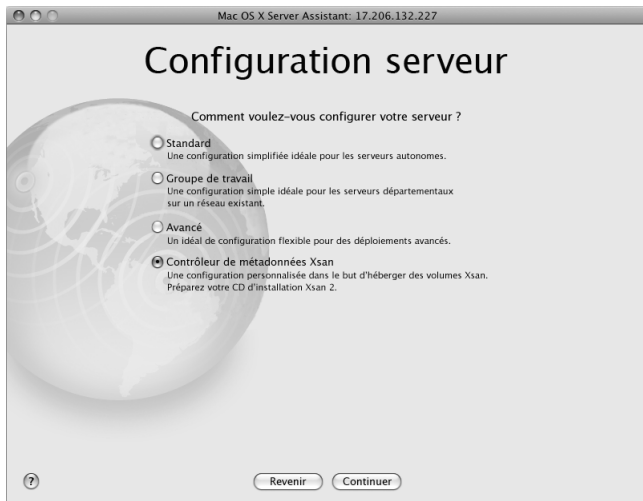 Mac OS X Server Assistant: 17.206.132.227
Configuration serveur
Comment voulez-vous configurer votre serveur ?
Standard
Une configuration simplifiée idéale pour les serveurs autonomes.
Groupe de travail
Une configuration simple idéale pour les serveurs départementaux
sur un réseau existant.
Avancé
Un idéal de configuration flexible pour des déploiements avancés.
Contrôleur de métadonnées Xsan
Une configuration personnalisée dans le but d'héberger des volumes Xsan.
Préparez votre CD d'installation Xsan 2.
?
Revenir
Continuer